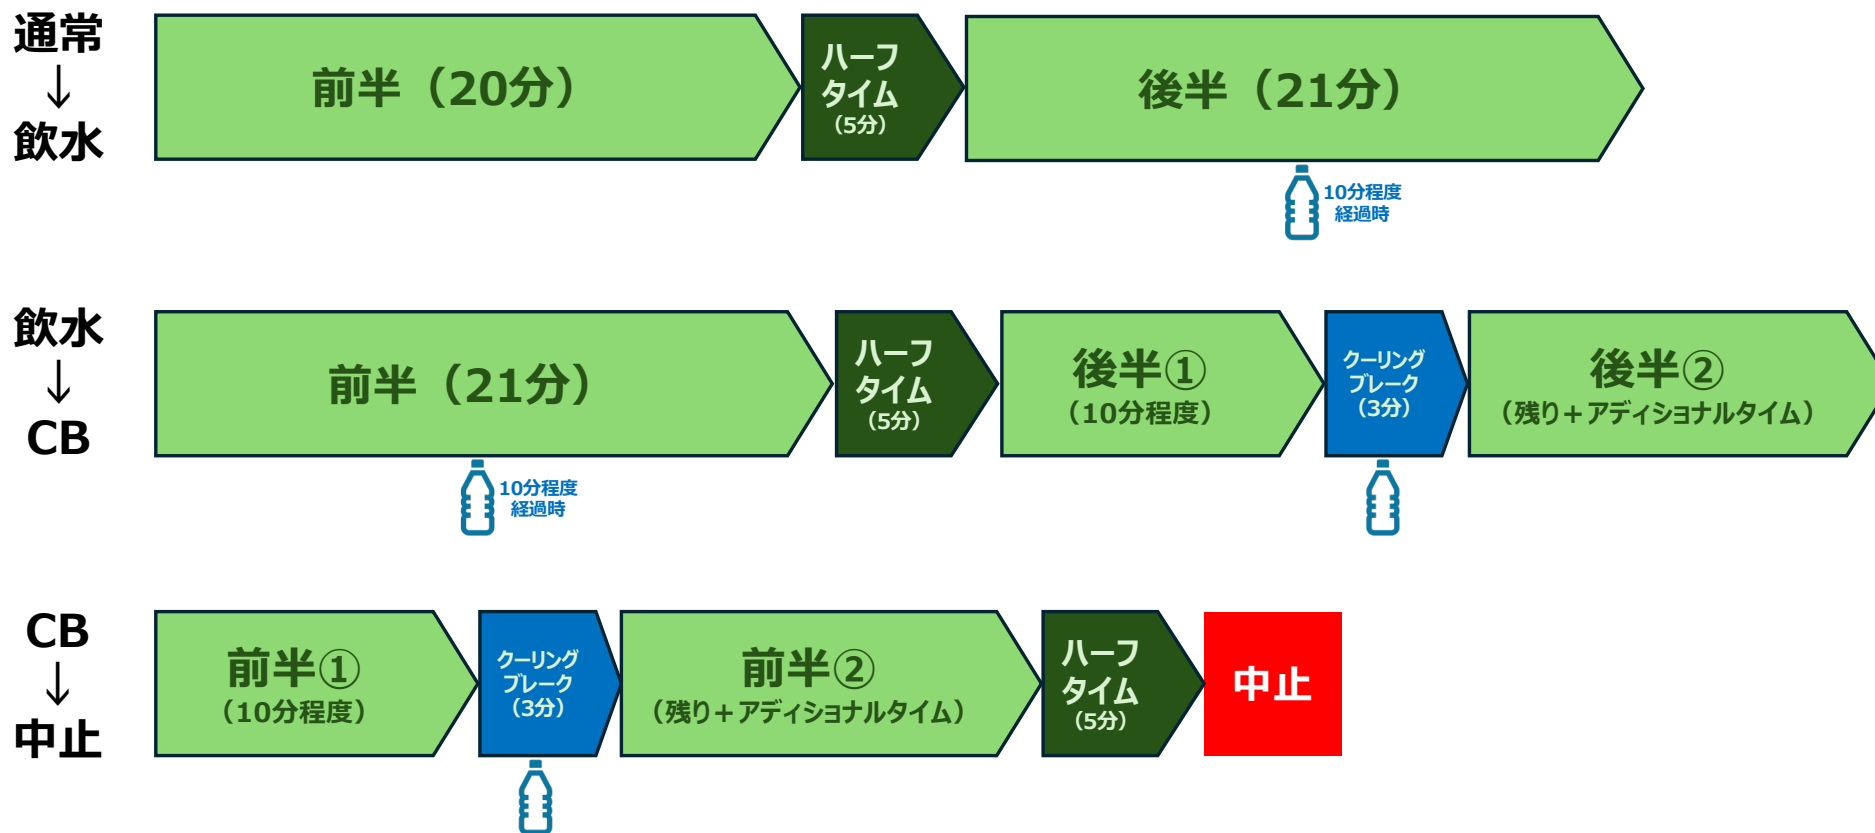 通常
↓
飲水
前半（20分）
ハーフ
タイム
（5分）
後半（21分）
10分程度
経過時
飲水
↓
CB
前半（21分）
ハーフ
タイム
（5分）
後半①
（10分程度）
クーリング
ブレーク
（3分）
後半②
（残り＋アディショナルタイム）
10分程度
経過時
CB
↓
中止
前半①
（10分程度）
クーリング
ブレーク
（3分）
前半②
（残り＋アディショナルタイム）
ハーフ
タイム
（5分）
中止